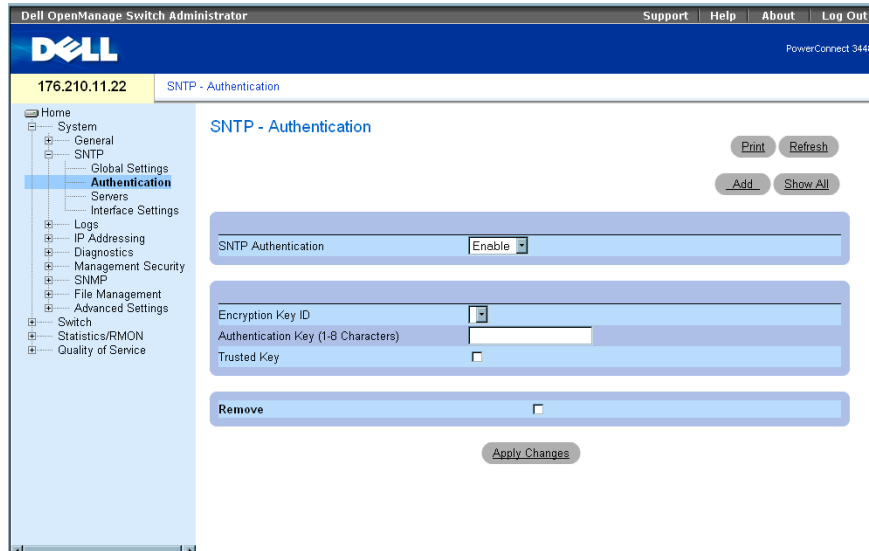 Dell OpenManage Switch Administrator
Support Help About Log Out
DELL
PowerConnect 3448
176.210.11.22
SNTP - Authentication
Home
System
General
SNTP
Global Settings
Authentication
Servers
Interface Settings
Logs
IP Addressing
Diagnostics
Management Security
SNMP
File Management
Advanced Settings
Switch
Statistics/RMON
Quality of Service
SNTP - Authentication
Print Refresh
Add Show All
SNTP Authentication Enable
Encryption Key ID
Authentication Key (1-8 Characters)
Trusted Key
Remove
Apply Changes